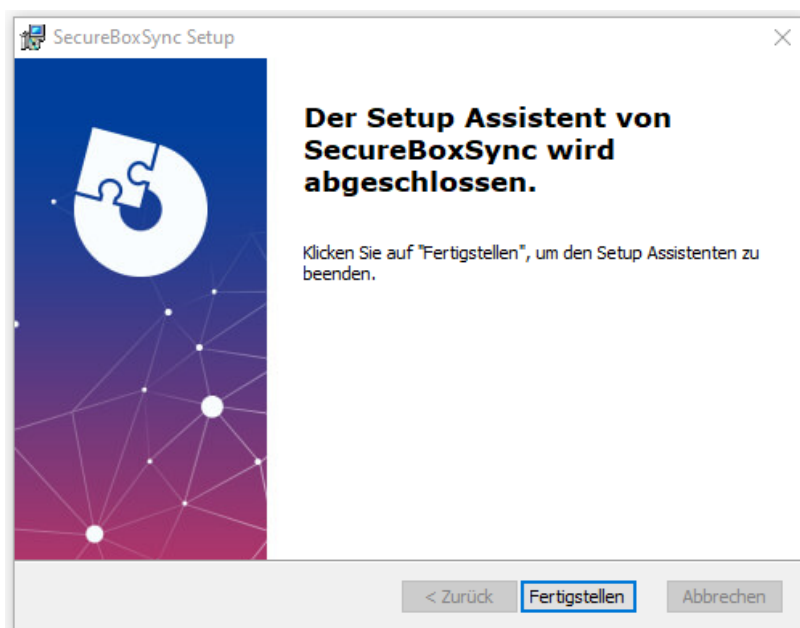 SecureBoxSync Setup
Der Setup Assistent von
SecureBoxSync wird
abgeschlossen.
Klicken Sie auf "Fertigstellen", um den Setup Assistenten zu
beenden.
< Zurück Fertigstellen Abbrechen